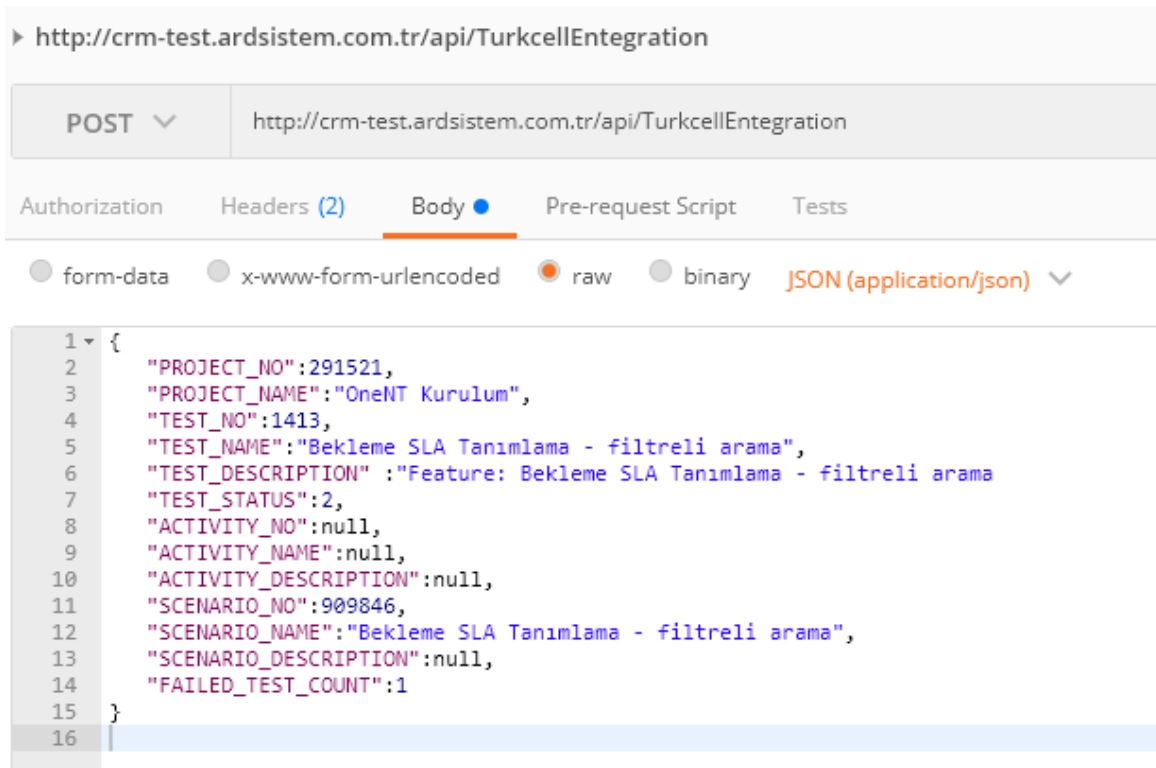 http://crm-test.ardsistem.com.tr/api/TurkcellEntegration
POST http://crm-test.ardsistem.com.tr/api/TurkcellEntegration
Authorization Headers (2) Body Pre-request Script Tests
form-data x-www-form-urlencoded raw binary JSON (application/json)
1 {
2 "PROJECT_NO":291521,
3 "PROJECT_NAME":"OneNT Kurulum",
4 "TEST_NO":1413,
5 "TEST_NAME":"Bekleme SLA Tanımlama - filtreli arama",
6 "TEST_DESCRIPTION" :"Feature: Bekleme SLA Tanımlama - filtreli arama
7 "TEST_STATUS":2,
8 "ACTIVITY_NO":null,
9 "ACTIVITY_NAME":null,
10 "ACTIVITY_DESCRIPTION":null,
11 "SCENARIO_NO":909846,
12 "SCENARIO_NAME":"Bekleme SLA Tanımlama - filtreli arama",
13 "SCENARIO_DESCRIPTION":null,
14 "FAILED_TEST_COUNT":1
15 }
16